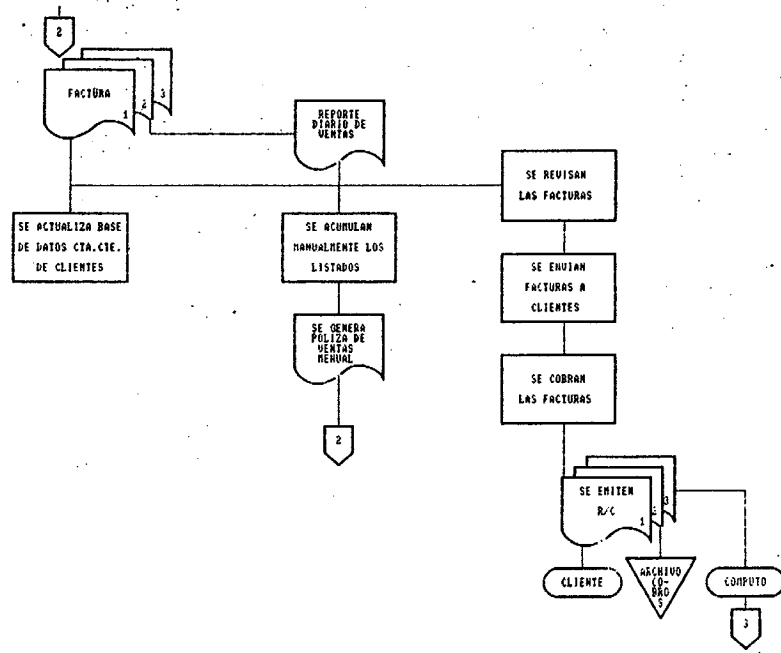 2
FACTURA
1
2
3
REPORTE
DIARIO DE
VENTAS
SE REVISAN
LAS FACTURAS
SE ACTUALIZA BASE
DE DATOS CTA.CTE.
DE CLIENTES
SE ACUMULAN
MANUALMENTE LOS
LISTADOS
SE ENVIAN
FACTURAS A
CLIENTES
SE GENERA
POLIZA DE
VENTAS
MENUAL
SE COBRAN
LAS FACTURAS
2
SE EMITEN
R/C
1
2
3
CLIENTE
ARCHIVO
CO-
BRO
S
COMPUTO
3